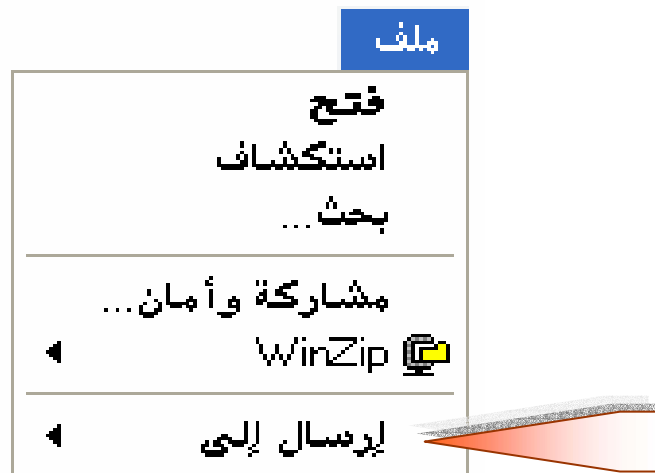 ملف
فتح
استكشاف
بحث...
مشاركة وأمان...
WinZip
إرسال إلى